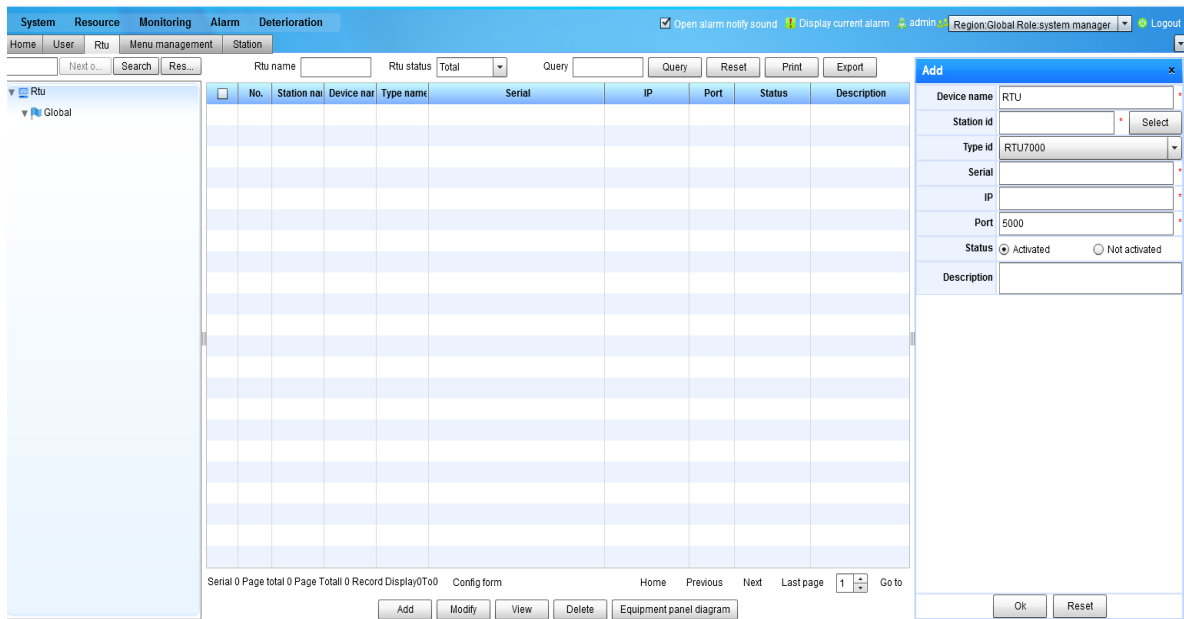 System Resource Monitoring Alarm Deterioration Open alarm notify sound Display current alarm admin Region:Global Role:system manager Logout
Home User Rtu Menu management Station
Next o... Search Res... Rtu name Rtu status Total Query Query Reset Print Export
Add x
Rtu
Global
No. Station nar Device nar Type name Serial IP Port Status Description
Device name RTU *
Station id * Select
Type id RTU7000
Serial *
IP *
Port 5000 *
Status Activated Not activated
Description
Serial 0 Page total 0 Page Totall 0 Record Display0To0 Config form Home Previous Next Last page 1 Go to
Add Modify View Delete Equipment panel diagram
Ok Reset